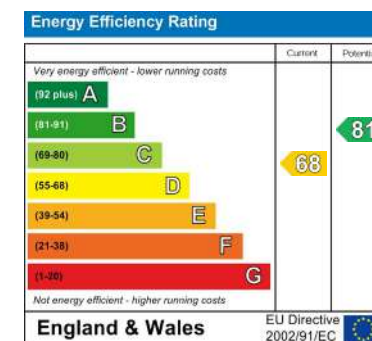 Energy Efficiency Rating
Current Potenti
Very energy efficient - lower running costs
(92 plus) A
(81-91) B
(69-80) C
(55-68) D
(39-54) E
(21-38) F
(1-20) G
68
81
Not energy efficient - higher running costs
England & Wales
EU Directive
2002/91/EC